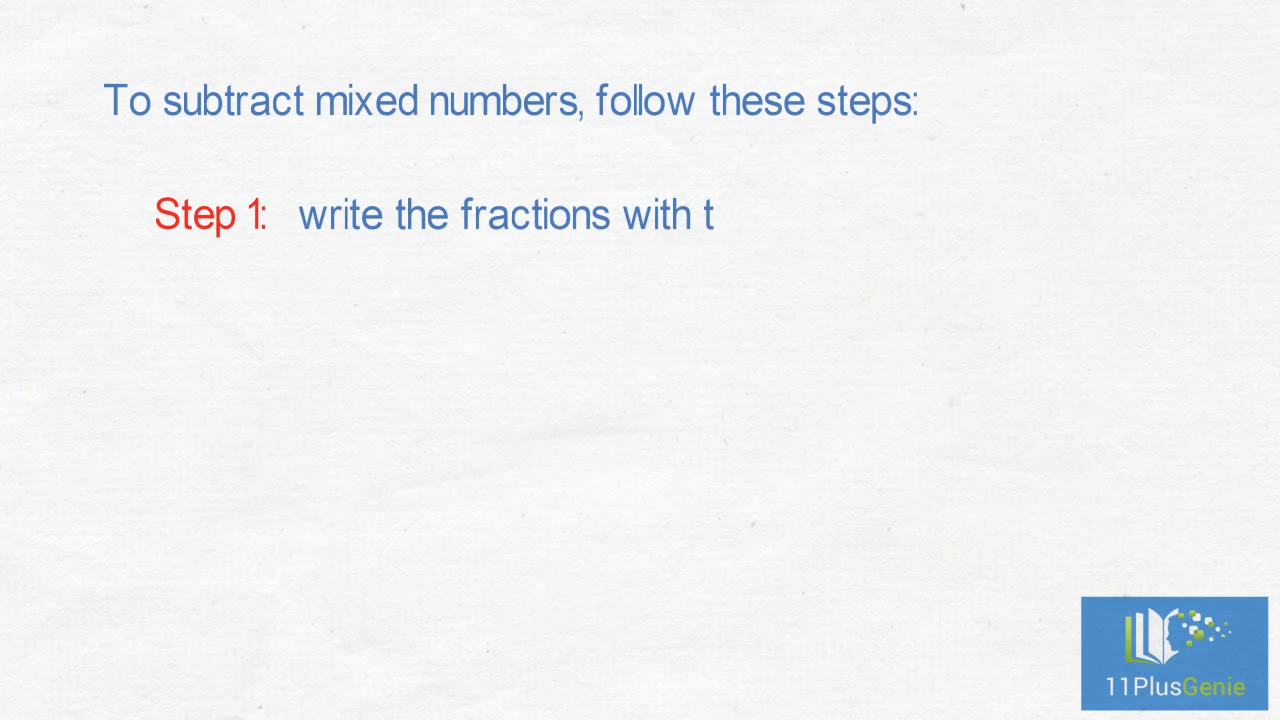 To subtract mixed numbers, follow these steps:
Step 1: write the fractions with t
11PlusGenie